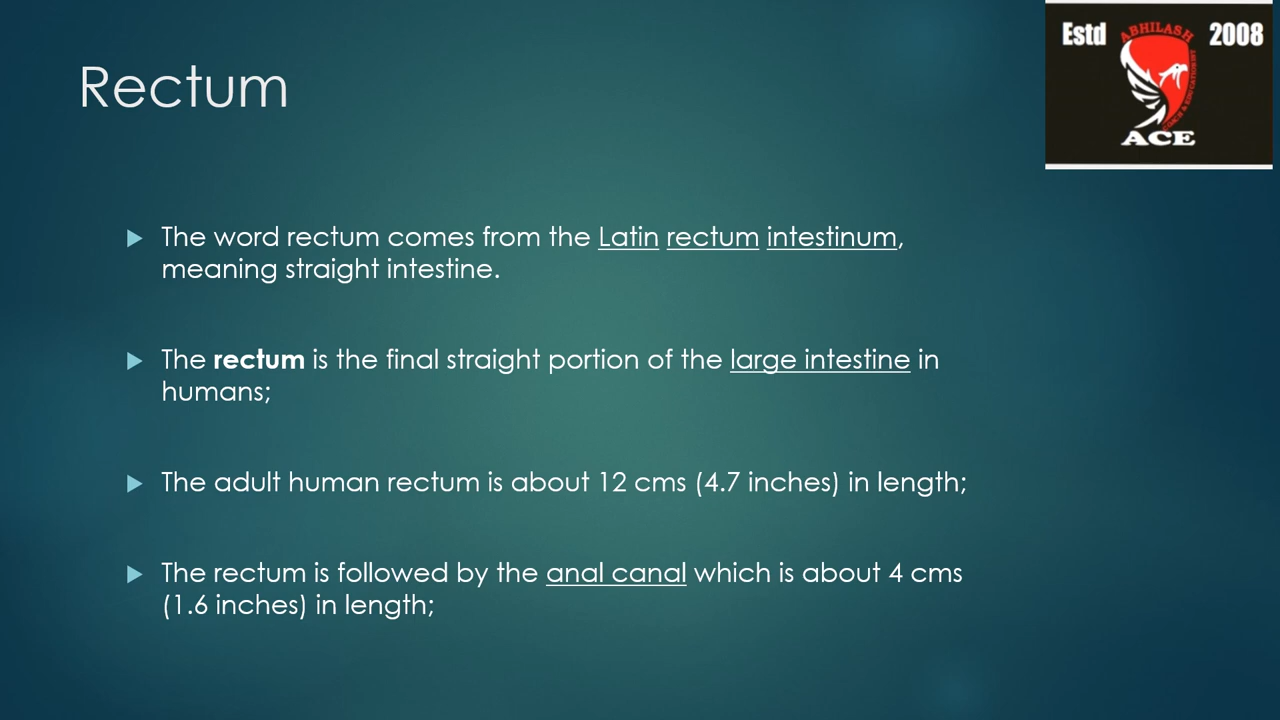 Estd 2008
ABHILASH
COACH & EDUCATIONIST
ACE
Rectum
The word rectum comes from the Latin rectum intestinum,
meaning straight intestine.
The rectum is the final straight portion of the large intestine in
humans;
The adult human rectum is about 12 cms (4.7 inches) in length;
The rectum is followed by the anal canal which is about 4 cms
(1.6 inches) in length;